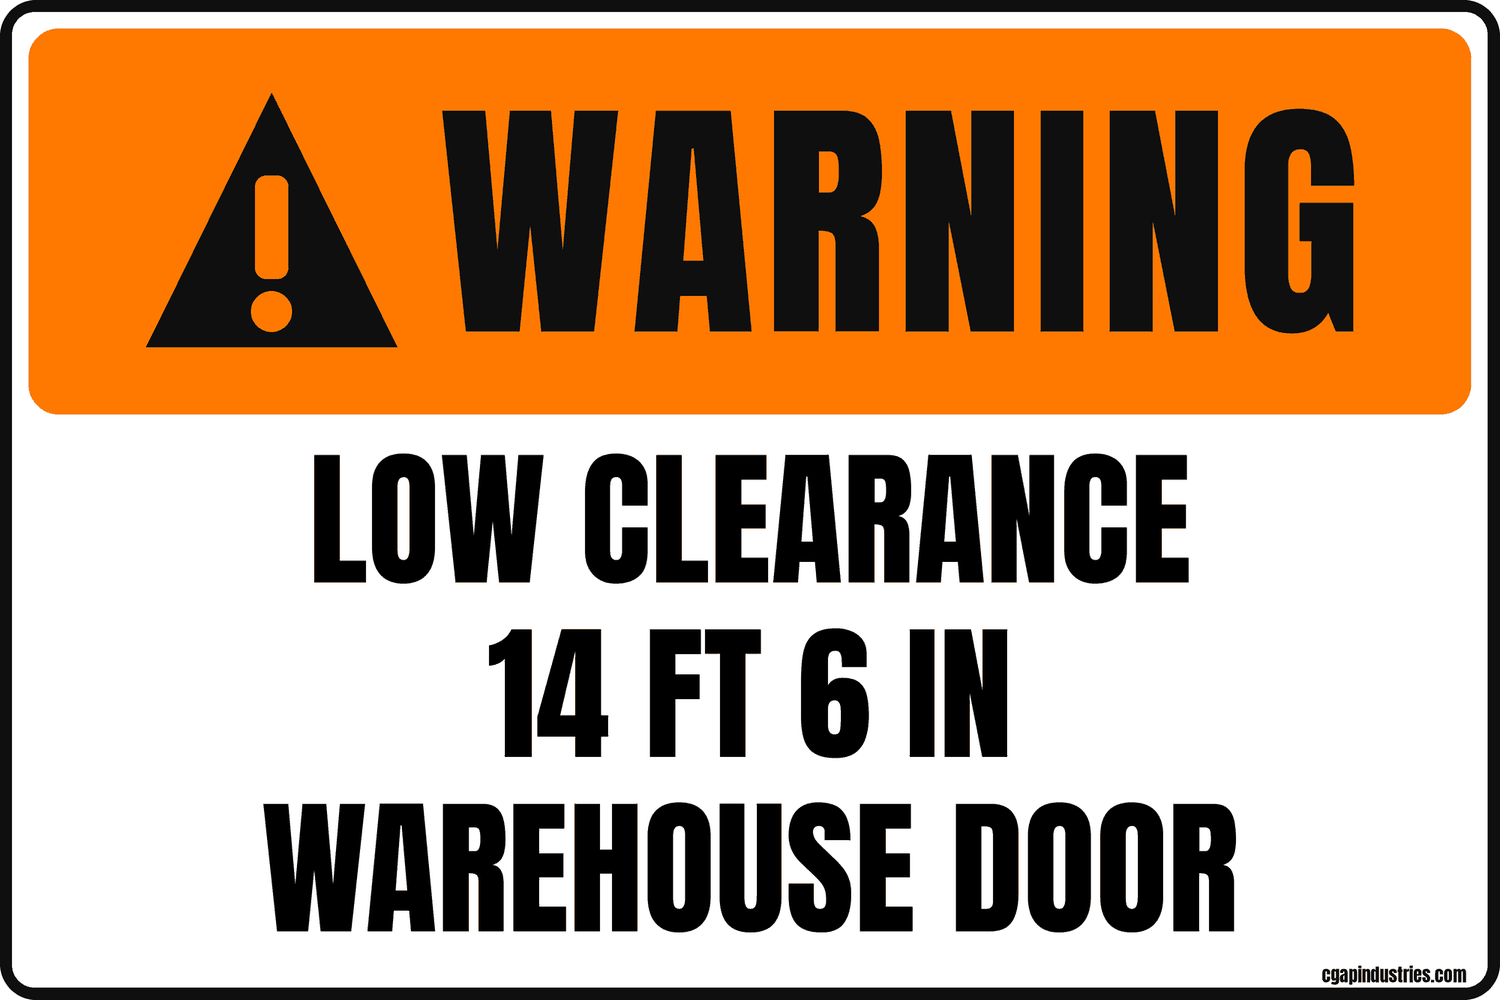 WARNING
LOW CLEARANCE
14 FT 6 IN
WAREHOUSE DOOR
cgapindustries.com